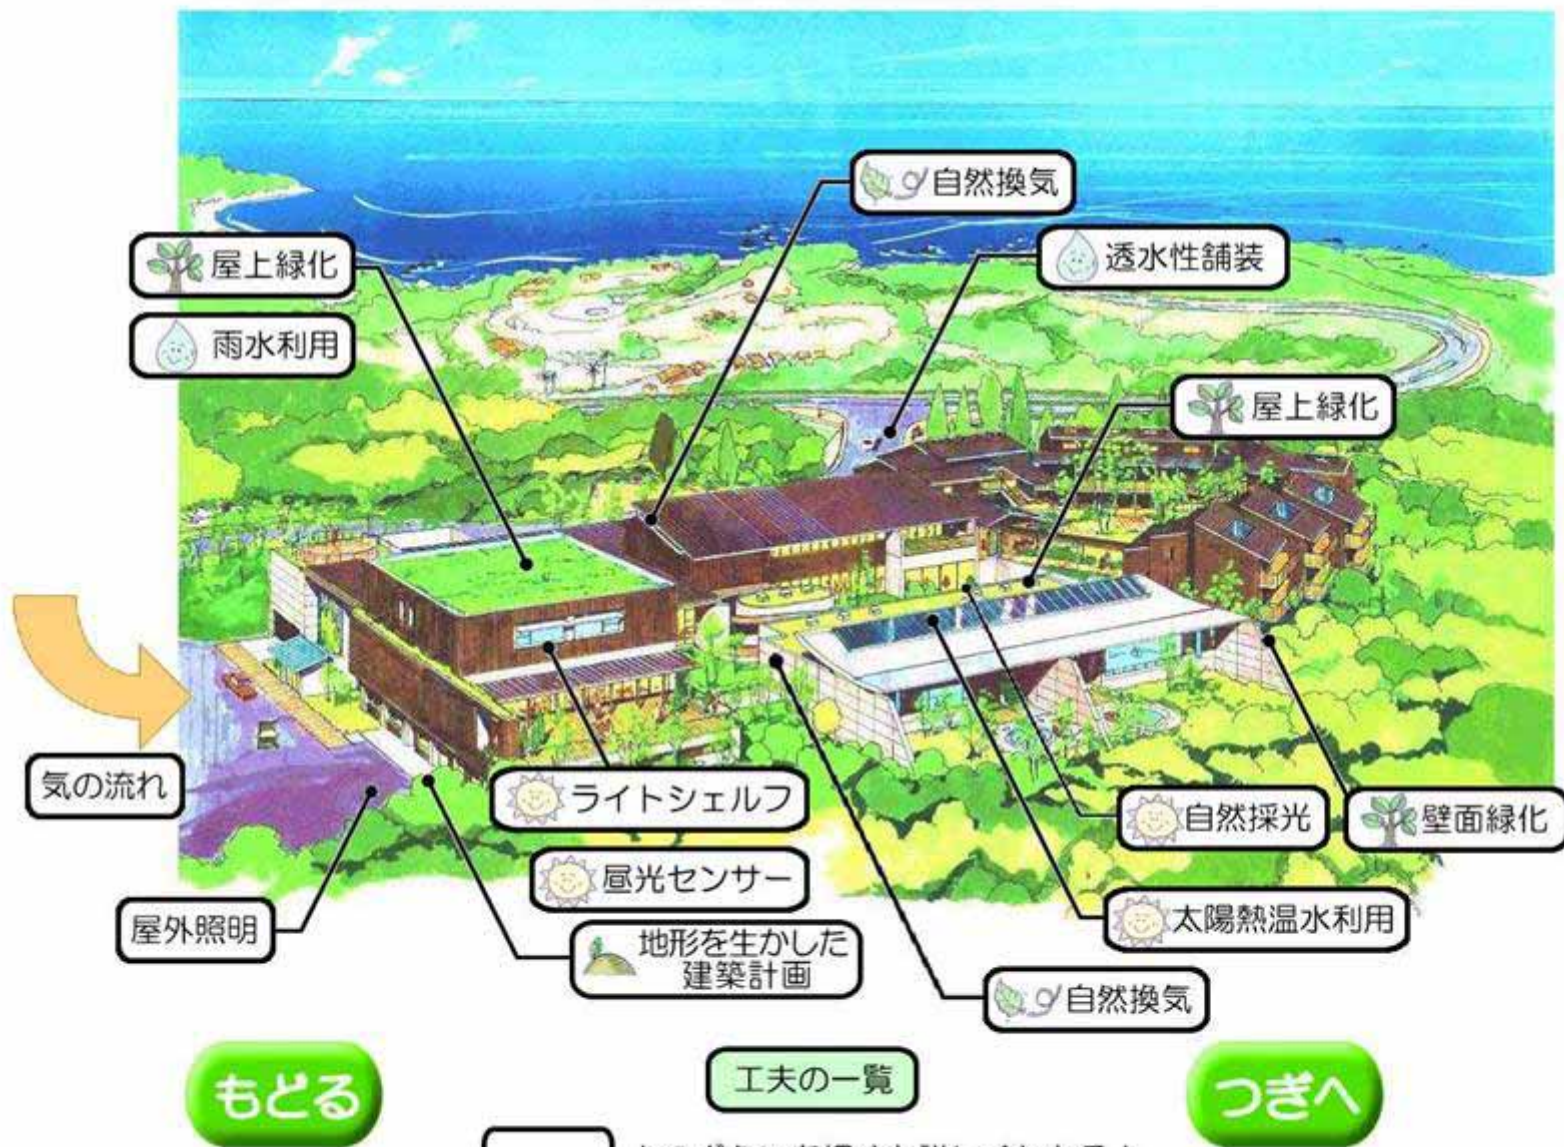 自然換気
屋上緑化
透水性舗装
雨水利用
屋上緑化
気の流れ
ライトシェルフ
自然採光
壁面緑化
昼光センサー
屋外照明
太陽熱温水利用
地形を生かした
建築計画
自然換気
もどる
工夫の一覧
つぎへ